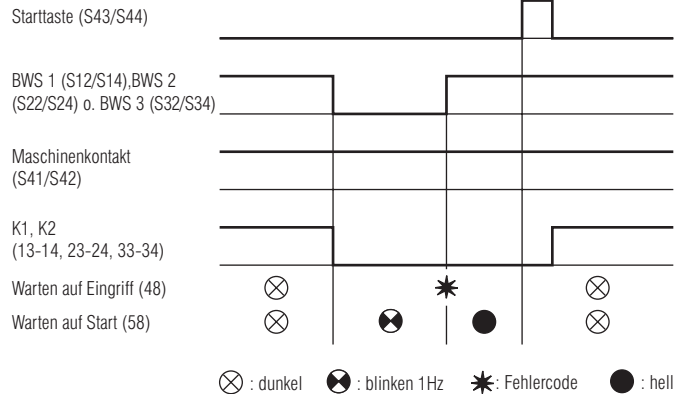 Starttaste (S43/S44)
BWS 1 (S12/S14),BWS 2
(S22/S24) o. BWS 3 (S32/S34)
Maschinenkontakt
(S41/S42)
K1, K2
(13-14, 23-24, 33-34)
Warten auf Eingriff (48)
Warten auf Start (58)
: dunkel : blinken 1Hz : Fehlercode : hell